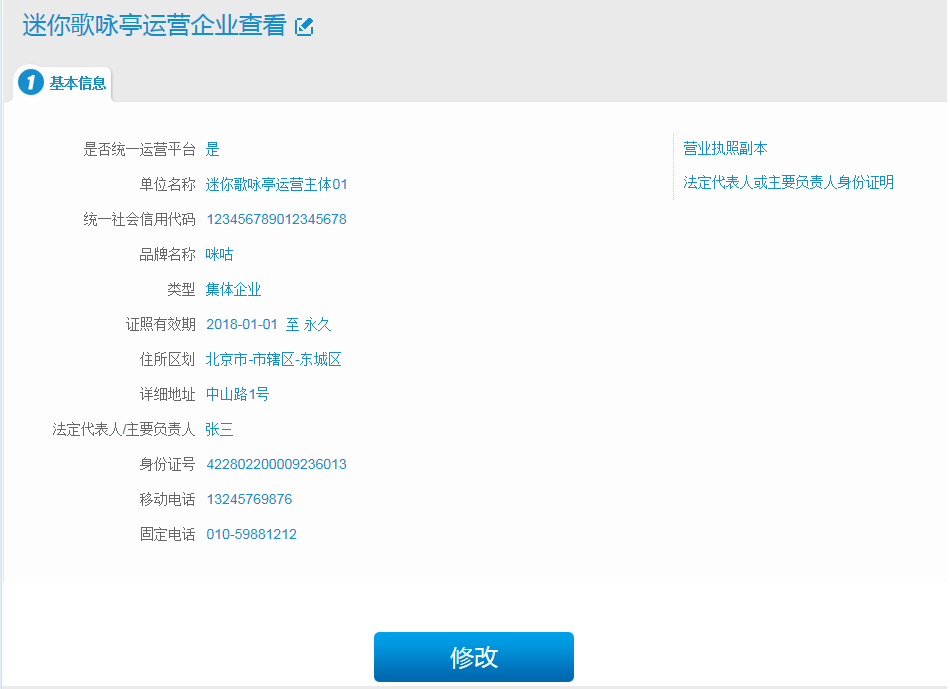 迷你歌咏亭运营企业查看
1 基本信息
是否统一运营平台 是
单位名称 迷你歌咏亭运营主体01
统一社会信用代码 123456789012345678
品牌名称 咪咕
类型 集体企业
证照有效期 2018-01-01 至 永久
住所区划 北京市-市辖区-东城区
详细地址 中山路1号
法定代表人/主要负责人 张三
身份证号 422802200009236013
移动电话 13245769876
固定电话 010-59881212
营业执照副本
法定代表人或主要负责人身份证明
修改